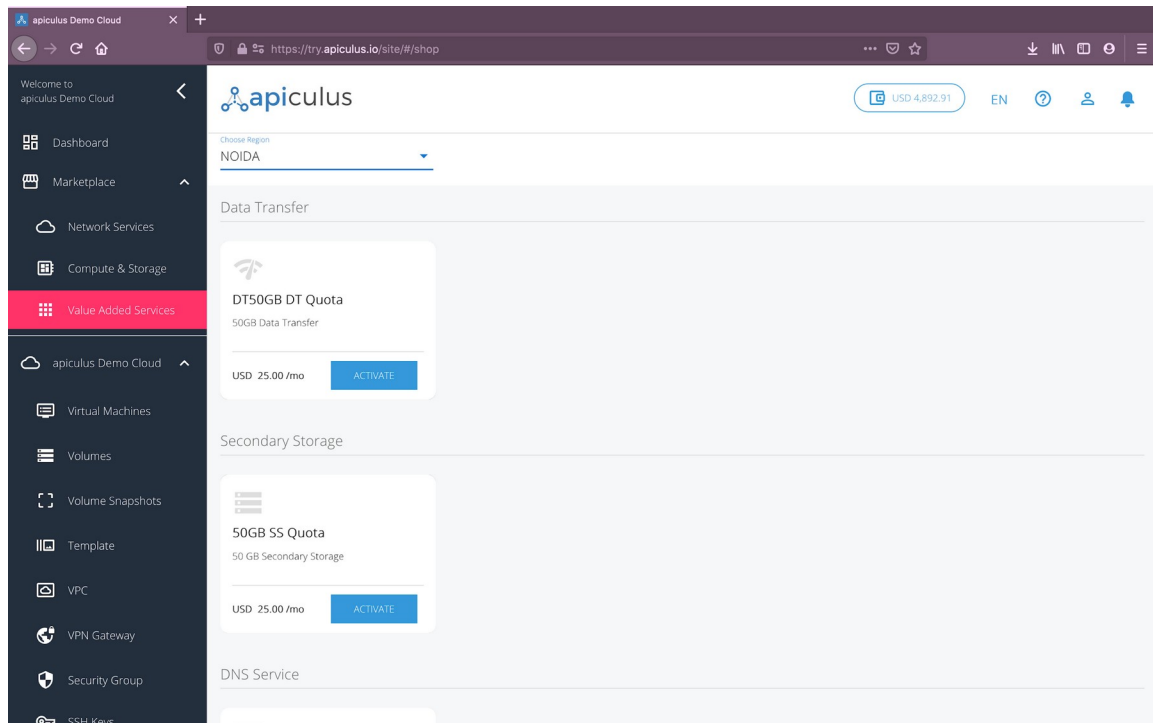 apiculus Demo Cloud
https://try.apiculus.io/site/#/shop
Welcome to
apiculus Demo Cloud
Dashboard
Marketplace
Network Services
Compute & Storage
Value Added Services
apiculus Demo Cloud
Virtual Machines
Volumes
Volume Snapshots
Template
VPC
VPN Gateway
Security Group
SSH Keys
apiculus
USD 4,892.91
EN
Choose Region
NOIDA
Data Transfer
DT50GB DT Quota
50GB Data Transfer
USD 25.00 /mo
ACTIVATE
Secondary Storage
50GB SS Quota
50 GB Secondary Storage
USD 25.00 /mo
ACTIVATE
DNS Service